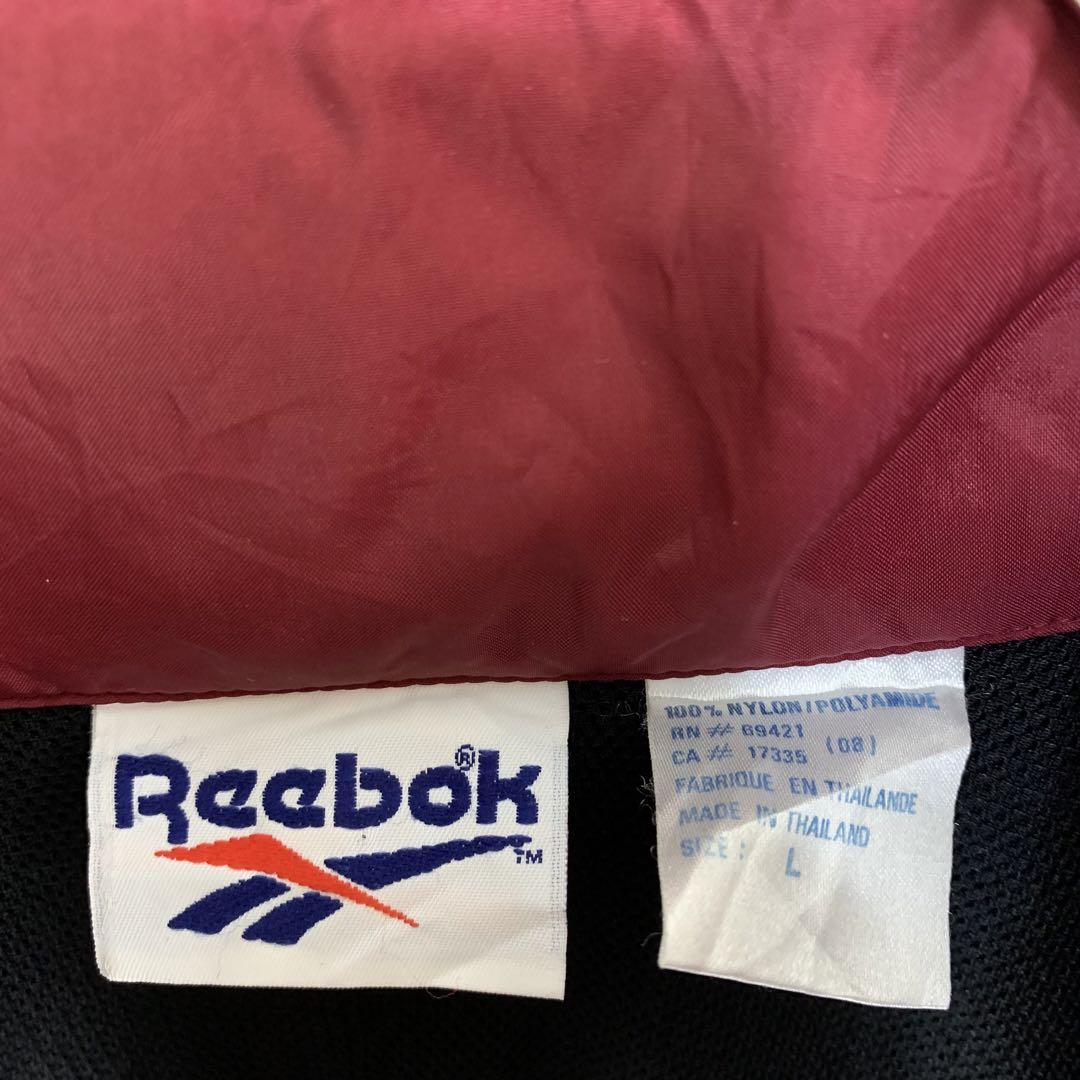 Reebok®
TM
100% NYLON/POLYAMIDE
RN # 69421
CA # 17335 (08)
FABRIQUE EN THAILANDE
MADE IN THAILAND
SIZE: L